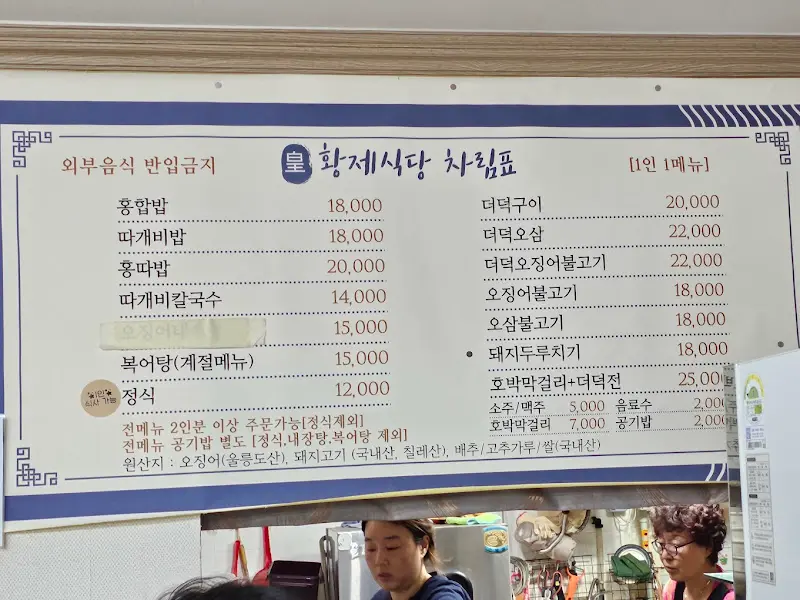 외부음식 반입금지
皇 황제식당 차림표
[1인 1메뉴]
홍합밥 18,000
따개비밥 18,000
홍따밥 20,000
따개비칼국수 14,000
15,000
복어탕(계절메뉴) 15,000
1인 식사 가능
정식 12,000
더덕구이 20,000
더덕오삼 22,000
더덕오징어불고기 22,000
오징어불고기 18,000
오삼불고기 18,000
돼지두루치기 18,000
호박막걸리+더덕전 25,00
소주/맥주 5,000 음료수 2,00
호박막걸리 7,000 공기밥 2,00
전메뉴 2인분 이상 주문가능[정식제외]
전메뉴 공기밥 별도 [정식,내장탕,복어탕 제외]
원산지 : 오징어(울릉도산), 돼지고기 (국내산, 칠레산), 배추/고추가루/쌀(국내산)